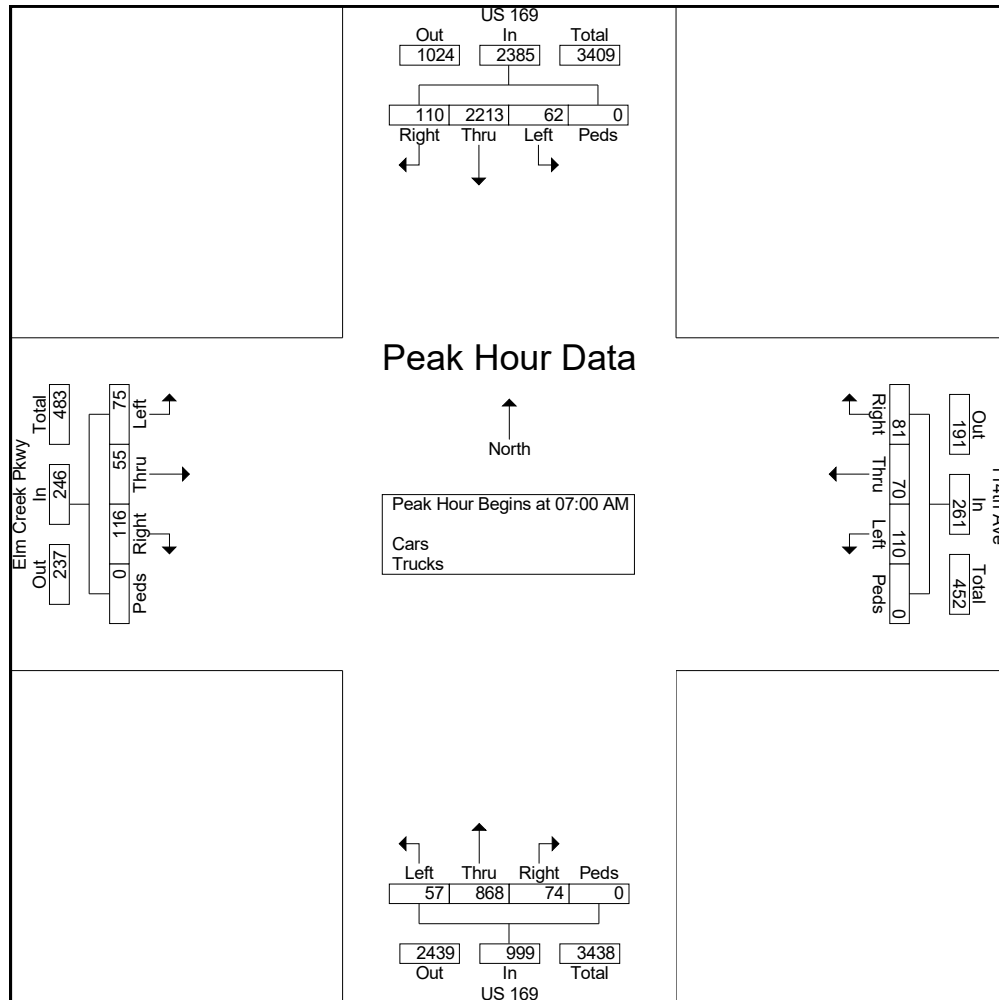 US 169
Out In Total
1024 2385 3409
110 2213 62 0
Right Thru Left Peds
Peak Hour Data
North
Peak Hour Begins at 07:00 AM
Cars
Trucks
Elm Creek Pkwy
Out In Total
237 246 483
75 55 116 0
Left Thru Right Peds
Out In Total
191 261 452
81 70 110 0
Right Thru Left Peds
Left Thru Right Peds
57 868 74 0
2439 999 3438
Out In Total
US 169